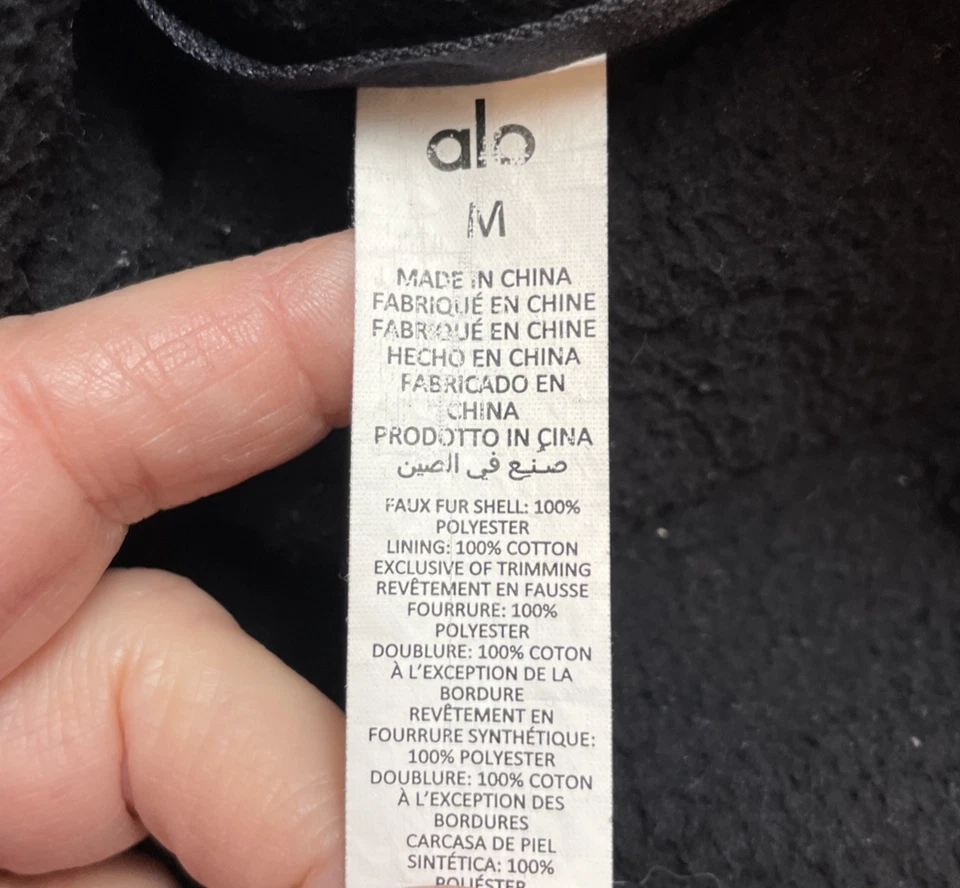 alo
M
MADE IN CHINA
FABRIQUÉ EN CHINE
FABRIQUÉ EN CHINE
HECHO EN CHINA
FABRICADO EN
CHINA
PRODOTTO IN CINA
صُنِع في الصين
FAUX FUR SHELL: 100%
POLYESTER
LINING: 100% COTTON
EXCLUSIVE OF TRIMMING
REVÊTEMENT EN FAUSSE
FOURRURE: 100%
POLYESTER
DOUBLURE: 100% COTON
À L’EXCEPTION DE LA
BORDURE
REVÊTEMENT EN
FOURRURE SYNTHÉTIQUE:
100% POLYESTER
DOUBLURE: 100% COTON
À L’EXCEPTION DES
BORDURES
CARCASA DE PIEL
SINTÉTICA: 100%
POLIÉSTER